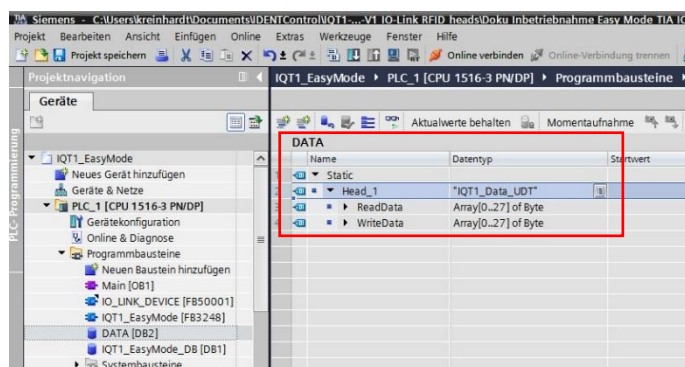 Siemens - C:\Users\kreinhardt\Documents\IDENTControl\IQT1-...-V1 IO-Link RFID heads\Doku Inbetriebnahme Easy Mode TIA
Projekt Bearbeiten Ansicht Einfügen Online Extras Werkzeuge Fenster Hilfe
Projekt speichern Online verbinden Online-Verbindung trennen
Projektnavigation IQT1_EasyMode PLC_1 [CPU 1516-3 PN/DP] Programmbausteine
Geräte
Aktualwerte behalten Momentaufnahme
DATA
Name Datentyp Startwert
PLC-Programmierung
IQT1_EasyMode
Neues Gerät hinzufügen
Geräte & Netze
PLC_1 [CPU 1516-3 PN/DP]
Gerätekonfiguration
Online & Diagnose
Programmbausteine
Neuen Baustein hinzufügen
Main [OB1]
IO_LINK_DEVICE [FB50001]
IQT1_EasyMode [FB3248]
DATA [DB2]
IQT1_EasyMode_DB [DB1]
Systembausteine
Static
Head_1 "IQT1_Data_UDT"
ReadData Array[0..27] of Byte
WriteData Array[0..27] of Byte